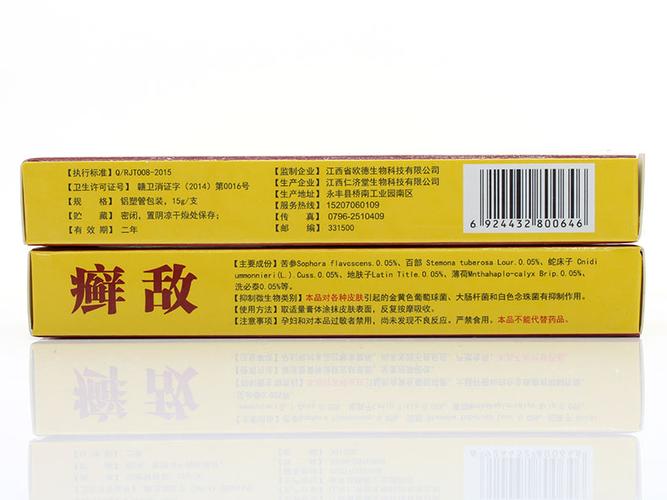 【执行标准】Q/RJT008-2015
【卫生许可证号】 赣卫消证字（2014）第0016号
【规　　格】铝塑管包装，15g/支
【贮　　藏】密闭，置阴凉干燥处保存；
【有 效 期】二年
【监制企业】江西省欧德生物科技有限公司
【生产企业】江西仁济堂生物科技有限公司
【生产地址】永丰县桥南工业园南区
【服务热线】15207060109
【传　　真】0796-2510409
【邮　　编】331500
6 924432 800646
癣敌
【主要成份】苦参Sophora flavcscens.0.05%、百部 Stemona tuberosa Lour.0.05%、蛇床子 Cnidi
ummonnieri(L.) Cuss.0.05%、地肤子Latin Title.0.05%、薄荷Mnthahaplo-calyx Brip.0.05%、
洗必泰0.05%等。
【抑制微生物类别】本品对各种皮肤引起的金黄色葡萄球菌、大肠杆菌和白色念珠菌有抑制作用。
【使用方法】取适量膏体涂抹皮肤表面，反复按摩吸收。
【注意事项】孕妇和对本品过敏者禁用，尚未发现不良反应。严禁食用。本品不能代替药品。